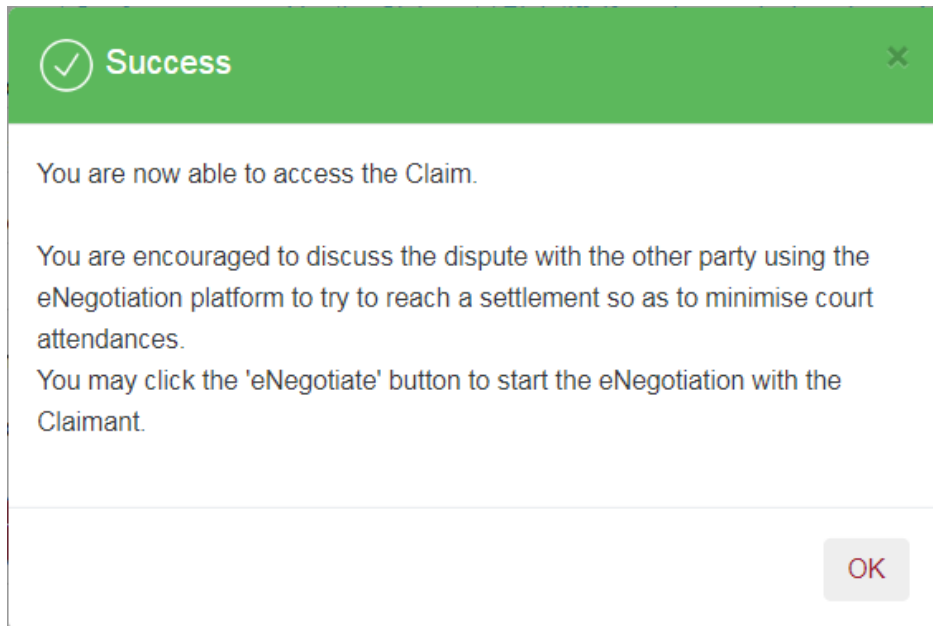 Success
×
You are now able to access the Claim.
You are encouraged to discuss the dispute with the other party using the
eNegotiation platform to try to reach a settlement so as to minimise court
attendances.
You may click the 'eNegotiate' button to start the eNegotiation with the
Claimant.
OK